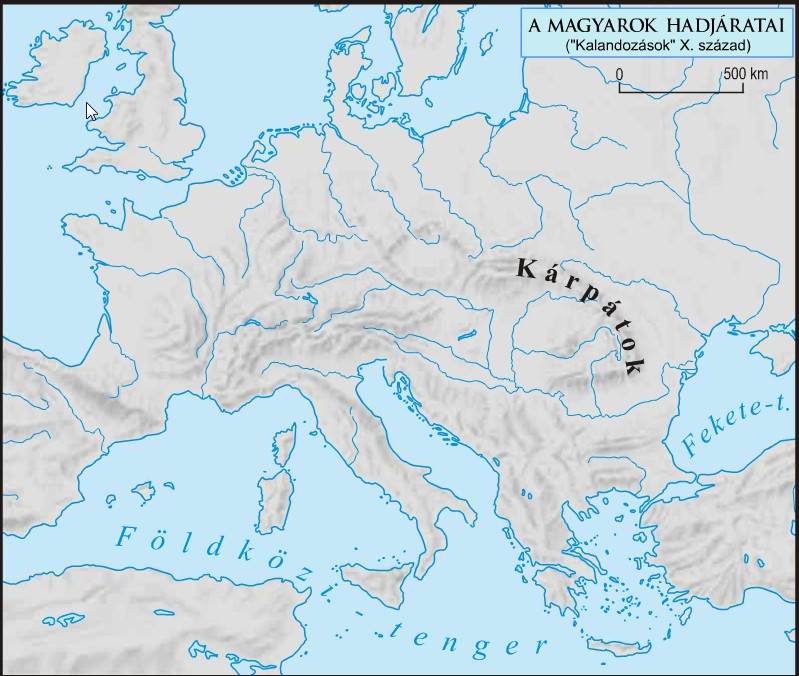 A MAGYAROK HADJÁRATAI
("Kalandozások" X. század)
0 500 km
Kárpátok
Fekete-t.
Földközi-tenger